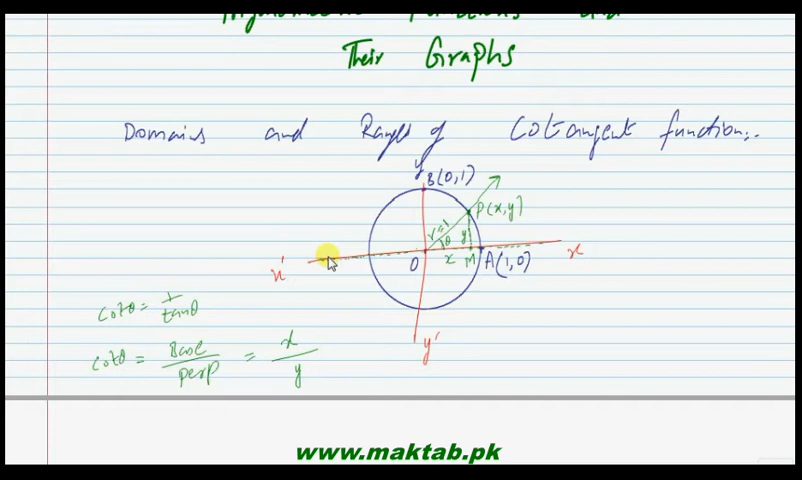 Their Graphs
Domains and Range of Cotangent function:.
y
B(0,1)
P(x,y)
r=1
θ
y
x'
O
x
M
A(1,0)
x
y'
Cotθ = 1/tanθ
Cotθ = Base/perp = x/y
www.maktab.pk